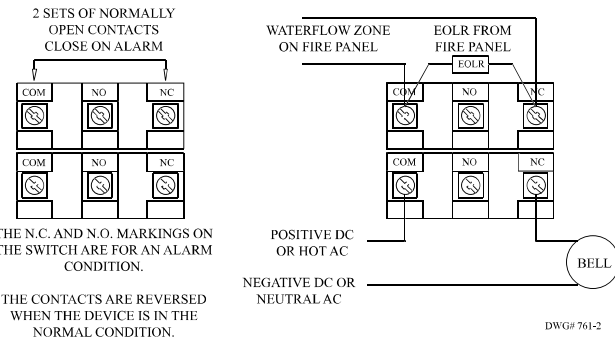 2 SETS OF NORMALLY
OPEN CONTACTS
CLOSE ON ALARM
COM NO NC
COM NO NC
THE N.C. AND N.O. MARKINGS ON
THE SWITCH ARE FOR AN ALARM
CONDITION.
THE CONTACTS ARE REVERSED
WHEN THE DEVICE IS IN THE
NORMAL CONDITION.
WATERFLOW ZONE
ON FIRE PANEL
EOLR FROM
FIRE PANEL
EOLR
COM NO NC
COM NO NC
POSITIVE DC
OR HOT AC
NEGATIVE DC OR
NEUTRAL AC
BELL
DWG# 761-2